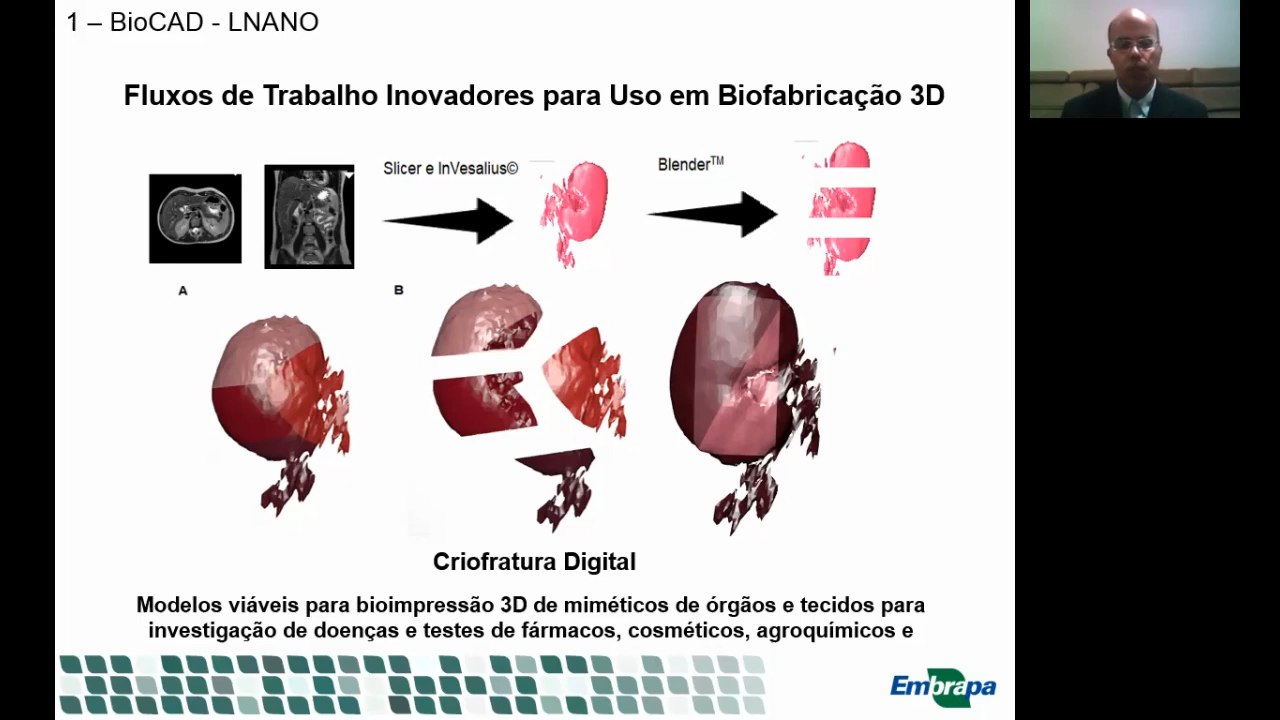 1 – BioCAD - LNANO
Fluxos de Trabalho Inovadores para Uso em Biofabricação 3D
Slicer e InVesalius©
Blender™
A
B
Criofratura Digital
Modelos viáveis para bioimpressão 3D de miméticos de órgãos e tecidos para
investigação de doenças e testes de fármacos, cosméticos, agroquímicos e
Embrapa